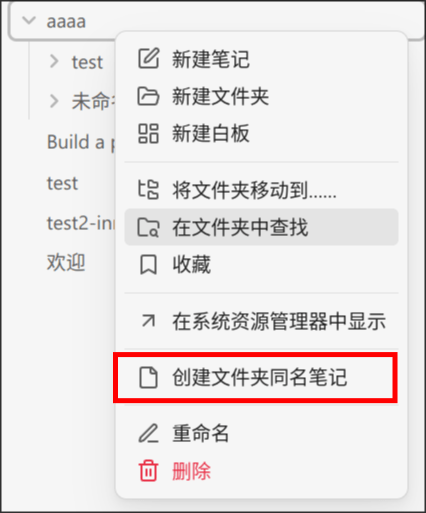 aaaa
test
未命
Build a
test
test2-in
欢迎
新建笔记
新建文件夹
新建白板
将文件夹移动到......
在文件夹中查找
收藏
在系统资源管理器中显示
创建文件夹同名笔记
重命名
删除